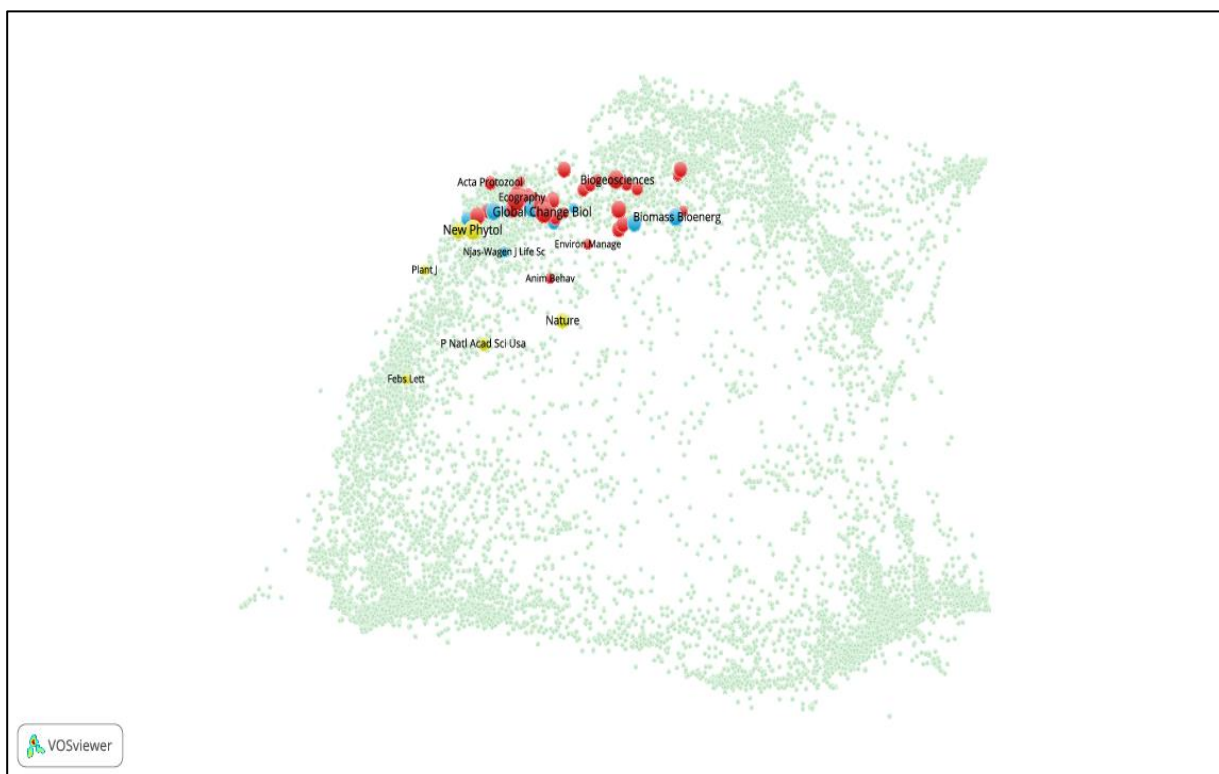 Acta Protozool
Biogeosciences
Ecography
Global Change Biol
Biomass Bioenerg
New Phytol
Environ Manage
Njas-Wagen J Life Sc
Plant J
Anim Behav
Nature
P Natl Acad Sci Usa
Febs Lett
VOSviewer